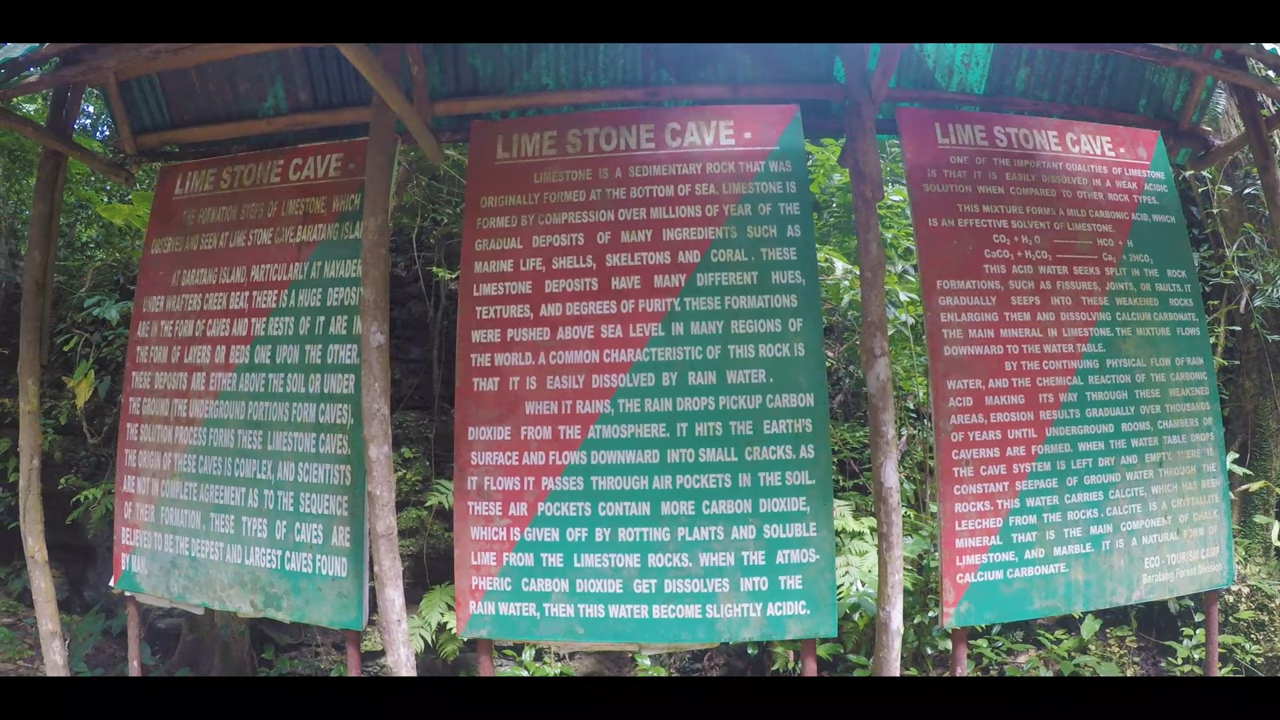 LIME STONE CAVE -
THE FORMATION STEPS OF LIMESTONE, WHICH
OBSERVED AND SEEN AT LIME STONE CAVE,BARATANG ISLA
AT BARATANG ISLAND, PARTICULARLY AT NAYADER
UNDER WRAFTERS CREEK BEAT, THERE IS A HUGE DEPOSIT
ARE IN THE FORM OF CAVES AND THE RESTS OF IT ARE IN
THE FORM OF LAYERS OR BEDS ONE UPON THE OTHER.
THESE DEPOSITS ARE EITHER ABOVE THE SOIL OR UNDER
THE GROUND (THE UNDERGROUND PORTIONS FORM CAVES).
THE SOLUTION PROCESS FORMS THESE LIMESTONE CAVES.
THE ORIGIN OF THESE CAVES IS COMPLEX, AND SCIENTISTS
ARE NOT IN COMPLETE AGREEMENT AS TO THE SEQUENCE
OF THEIR FORMATION. THESE TYPES OF CAVES ARE
BELIEVED TO BE THE DEEPEST AND LARGEST CAVES FOUND
BY MAN.
LIME STONE CAVE -
LIMESTONE IS A SEDIMENTARY ROCK THAT WAS
ORIGINALLY FORMED AT THE BOTTOM OF SEA. LIMESTONE IS
FORMED BY COMPRESSION OVER MILLIONS OF YEAR OF THE
GRADUAL DEPOSITS OF MANY INGREDIENTS SUCH AS
MARINE LIFE, SHELLS, SKELETONS AND CORAL. THESE
LIMESTONE DEPOSITS HAVE MANY DIFFERENT HUES,
TEXTURES, AND DEGREES OF PURITY. THESE FORMATIONS
WERE PUSHED ABOVE SEA LEVEL IN MANY REGIONS OF
THE WORLD. A COMMON CHARACTERISTIC OF THIS ROCK IS
THAT IT IS EASILY DISSOLVED BY RAIN WATER.
WHEN IT RAINS, THE RAIN DROPS PICKUP CARBON
DIOXIDE FROM THE ATMOSPHERE. IT HITS THE EARTH'S
SURFACE AND FLOWS DOWNWARD INTO SMALL CRACKS. AS
IT FLOWS IT PASSES THROUGH AIR POCKETS IN THE SOIL.
THESE AIR POCKETS CONTAIN MORE CARBON DIOXIDE,
WHICH IS GIVEN OFF BY ROTTING PLANTS AND SOLUBLE
LIME FROM THE LIMESTONE ROCKS. WHEN THE ATMOS-
PHERIC CARBON DIOXIDE GET DISSOLVES INTO THE
RAIN WATER, THEN THIS WATER BECOME SLIGHTLY ACIDIC.
LIME STONE CAVE -
ONE OF THE IMPORTANT QUALITIES OF LIMESTONE
IS THAT IT IS EASILY DISSOLVED IN A WEAK ACIDIC
SOLUTION WHEN COMPARED TO OTHER ROCK TYPES.
THIS MIXTURE FORMS A MILD CARBONIC ACID, WHICH
IS AN EFFECTIVE SOLVENT OF LIMESTONE.
CO₂ + H₂O ——— HCO + H
CaCO₃ + H₂CO₃ ——— Ca₂ + 2HCO₃
THIS ACID WATER SEEKS SPLIT IN THE ROCK
FORMATIONS, SUCH AS FISSURES, JOINTS, OR FAULTS. IT
GRADUALLY SEEPS INTO THESE WEAKENED ROCKS
ENLARGING THEM AND DISSOLVING CALCIUM CARBONATE,
THE MAIN MINERAL IN LIMESTONE. THE MIXTURE FLOWS
DOWNWARD TO THE WATER TABLE.
BY THE CONTINUING PHYSICAL FLOW OF RAIN
WATER, AND THE CHEMICAL REACTION OF THE CARBONIC
ACID MAKING ITS WAY THROUGH THESE WEAKENED
AREAS, EROSION RESULTS GRADUALLY OVER THOUSANDS
OF YEARS UNTIL UNDERGROUND ROOMS, CHAMBERS OR
CAVERNS ARE FORMED. WHEN THE WATER TABLE DROPS
THE CAVE SYSTEM IS LEFT DRY AND EMPTY. THERE IS
CONSTANT SEEPAGE OF GROUND WATER THROUGH THE
ROCKS. THIS WATER CARRIES CALCITE, WHICH HAS BEEN
LEECHED FROM THE ROCKS. CALCITE IS A CRYSTALLITE
MINERAL THAT IS THE MAIN COMPONENT OF CHALK,
LIMESTONE, AND MARBLE. IT IS A NATURAL FORM OF
CALCIUM CARBONATE.
ECO - TOURISM CAMP
Baratang Forest Division